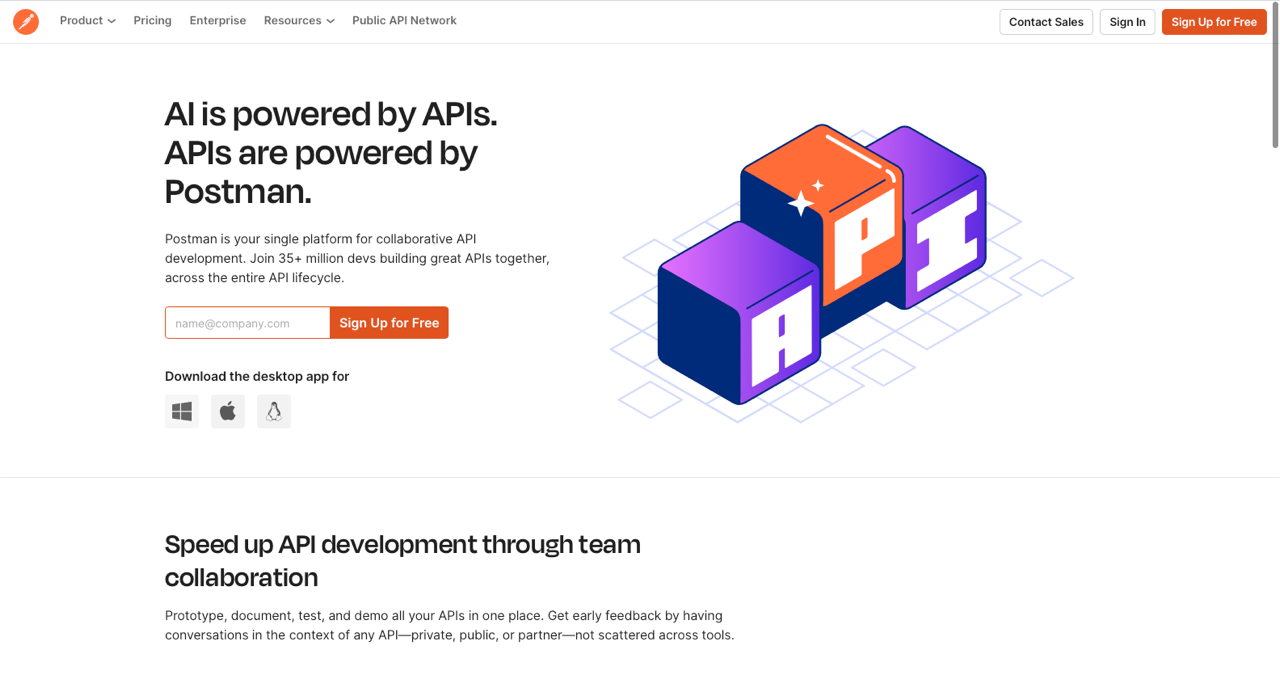 Product
Pricing
Enterprise
Resources
Public API Network
Contact Sales
Sign In
Sign Up for Free
AI is powered by APIs.
APIs are powered by
Postman.
Postman is your single platform for collaborative API
development. Join 35+ million devs building great APIs together,
across the entire API lifecycle.
name@company.com
Sign Up for Free
Download the desktop app for
A
P
I
Speed up API development through team
collaboration
Prototype, document, test, and demo all your APIs in one place. Get early feedback by having
conversations in the context of any API—private, public, or partner—not scattered across tools.